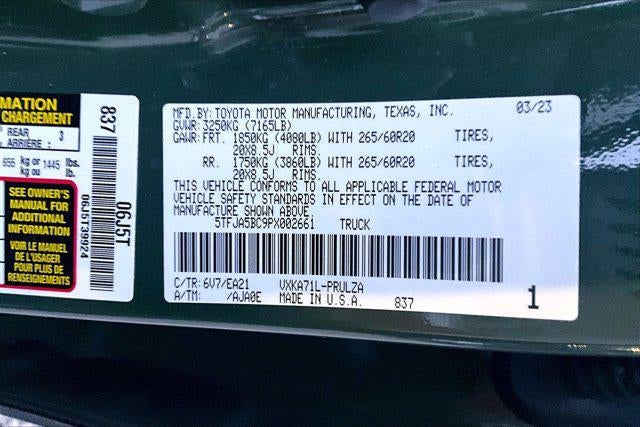 MATION
CHARGEMENT
REAR 3
ARRIÈRE :
655 kg or 1445 lbs.
kg ou lb.
SEE OWNER'S
MANUAL FOR
ADDITIONAL
INFORMATION
VOIR LE MANUEL
DE L'USAGER
POUR PLUS DE
RENSEIGNEMENTS
837
06J5T
06J5T39924
MFD.BY:TOYOTA MOTOR MANUFACTURING, TEXAS, INC. 03/23
GVWR:3250KG (7165LB)
GAWR:FRT. 1850KG (4080LB) WITH 265/60R20 TIRES,
20X8.5J RIMS.
RR. 1750KG (3860LB) WITH 265/60R20 TIRES,
20X8.5J RIMS.
THIS VEHICLE CONFORMS TO ALL APPLICABLE FEDERAL MOTOR
VEHICLE SAFETY STANDARDS IN EFFECT ON THE DATE OF
MANUFACTURE SHOWN ABOVE.
5TFJA5BC9PX002661 TRUCK
C/TR:6V7/EA21 VXKA71L-PRULZA
A/TM: /AJA0E MADE IN U.S.A. 837
1